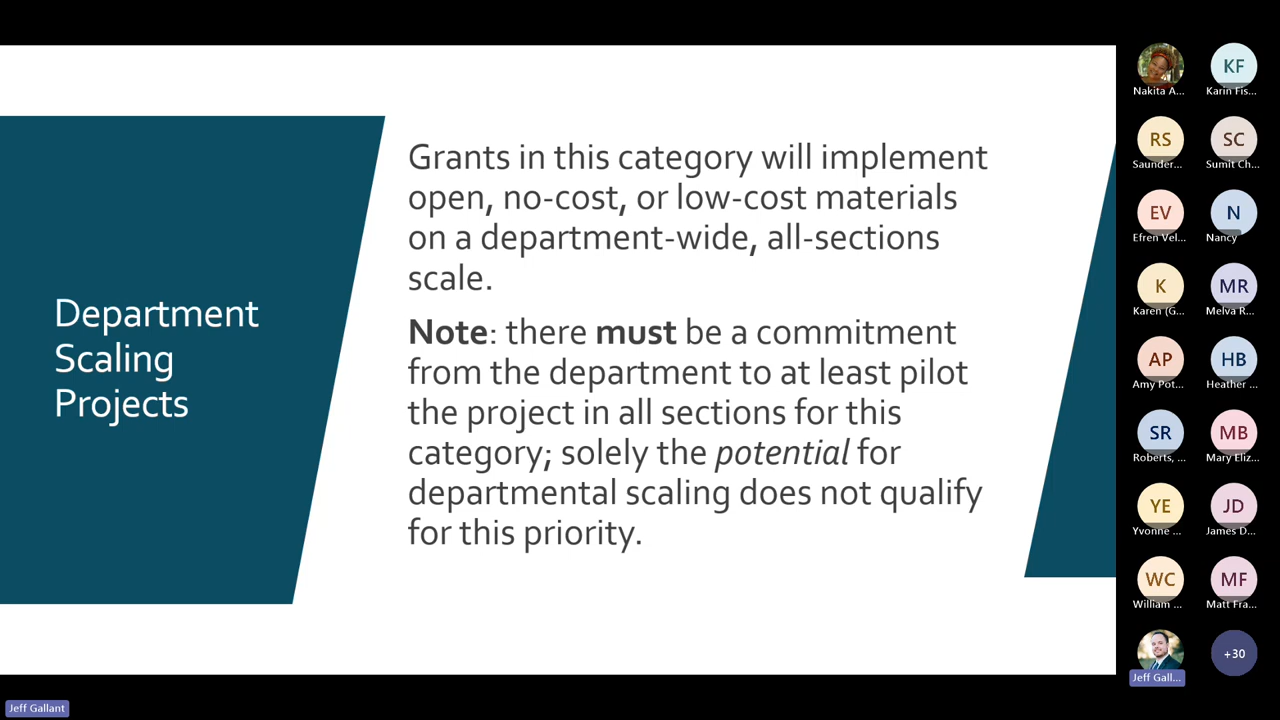 Department
Scaling
Projects
Grants in this category will implement
open, no-cost, or low-cost materials
on a department-wide, all-sections
scale.
Note: there must be a commitment
from the department to at least pilot
the project in all sections for this
category; solely the potential for
departmental scaling does not qualify
for this priority.
Nakita A...
KF
Karin Fis...
RS
Saunder...
SC
Sumit Ch...
EV
Efren Vel...
N
Nancy
K
Karen (G...
MR
Melva R...
AP
Amy Pot...
HB
Heather ...
SR
Roberts, ...
MB
Mary Eliz...
YE
Yvonne ...
JD
James D...
WC
William ...
MF
Matt Fra...
Jeff Gall...
+30
Jeff Gallant